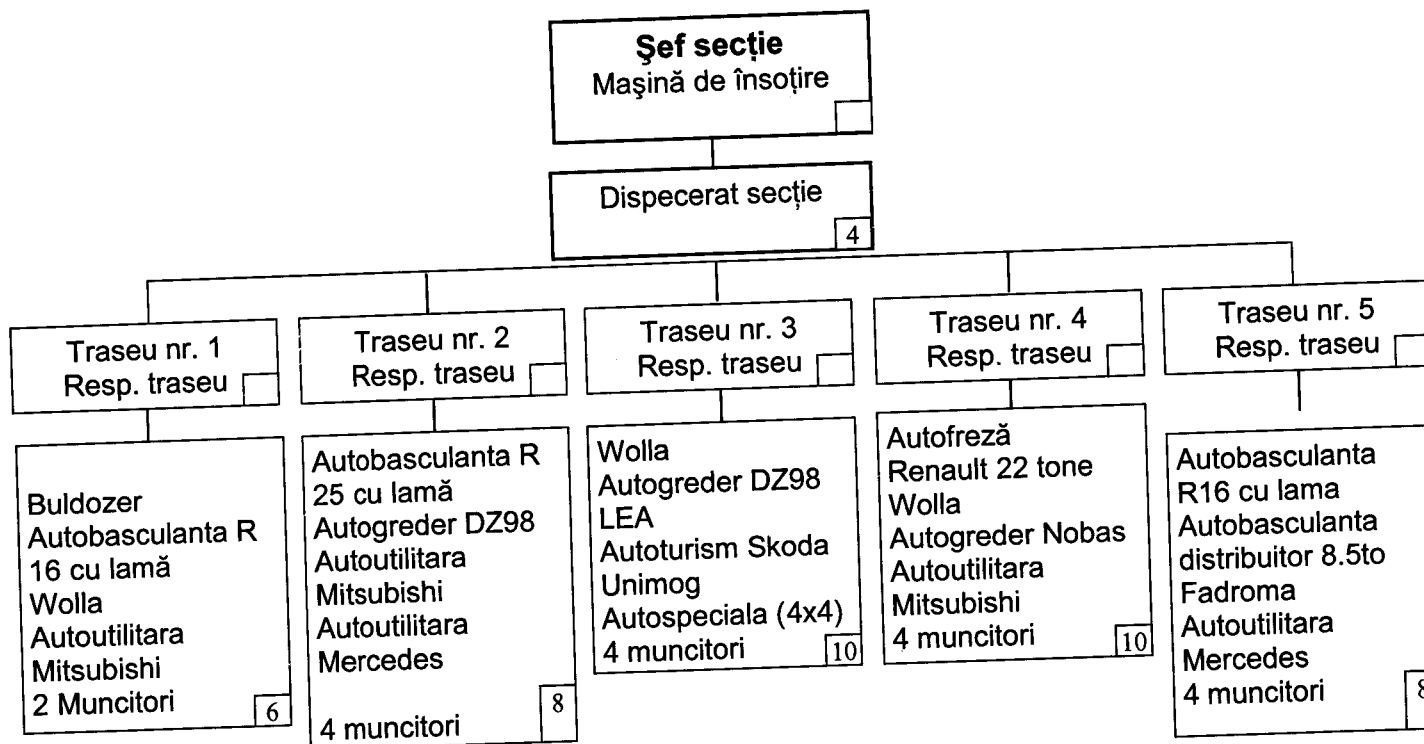 Şef secţie
Maşină de însoţire
Dispecerat secţie
4
Traseu nr. 1
Resp. traseu
Traseu nr. 2
Resp. traseu
Traseu nr. 3
Resp. traseu
Traseu nr. 4
Resp. traseu
Traseu nr. 5
Resp. traseu
Buldozer
Autobasculanta R
16 cu lamă
Wolla
Autoutilitara
Mitsubishi
2 Muncitori
6
Autobasculanta R
25 cu lamă
Autogreder DZ98
Autoutilitara
Mitsubishi
Autoutilitara
Mercedes
4 muncitori
8
Wolla
Autogreder DZ98
LEA
Autoturism Skoda
Unimog
Autospeciala (4x4)
4 muncitori
10
Autofreză
Renault 22 tone
Wolla
Autogreder Nobas
Autoutilitara
Mitsubishi
4 muncitori
10
Autobasculanta
R16 cu lama
Autobasculanta
distribuitor 8.5to
Fadroma
Autoutilitara
Mercedes
4 muncitori
8